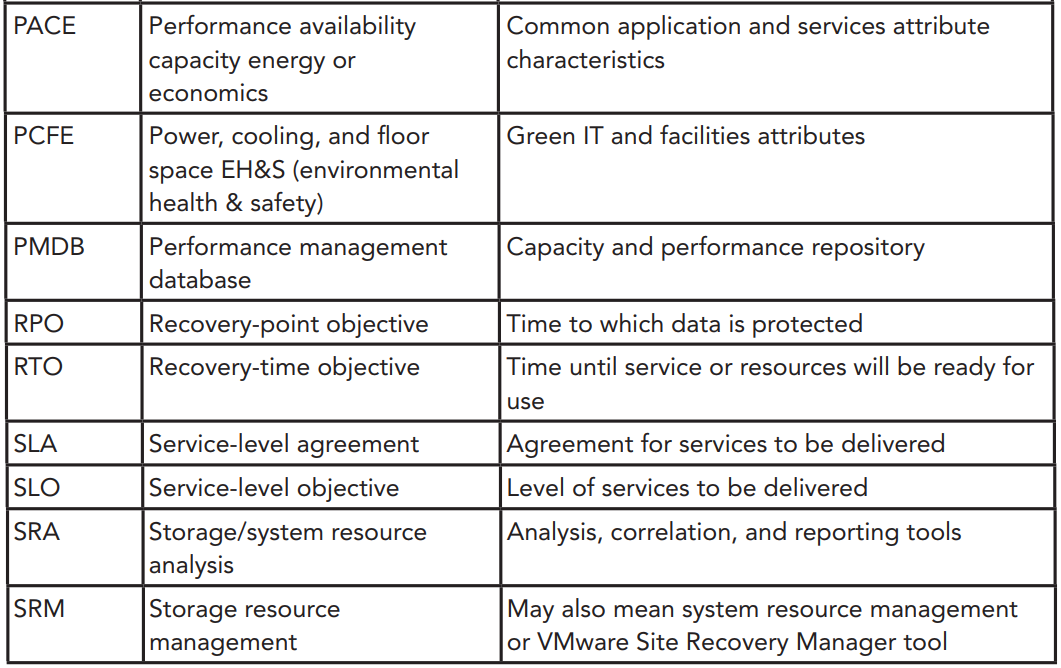 PACE
Performance availability
capacity energy or
economics
Common application and services attribute
characteristics
PCFE
Power, cooling, and floor
space EH&S (environmental
health & safety)
Green IT and facilities attributes
PMDB
Performance management
database
Capacity and performance repository
RPO
Recovery-point objective
Time to which data is protected
RTO
Recovery-time objective
Time until service or resources will be ready for
use
SLA
Service-level agreement
Agreement for services to be delivered
SLO
Service-level objective
Level of services to be delivered
SRA
Storage/system resource
analysis
Analysis, correlation, and reporting tools
SRM
Storage resource
management
May also mean system resource management
or VMware Site Recovery Manager tool